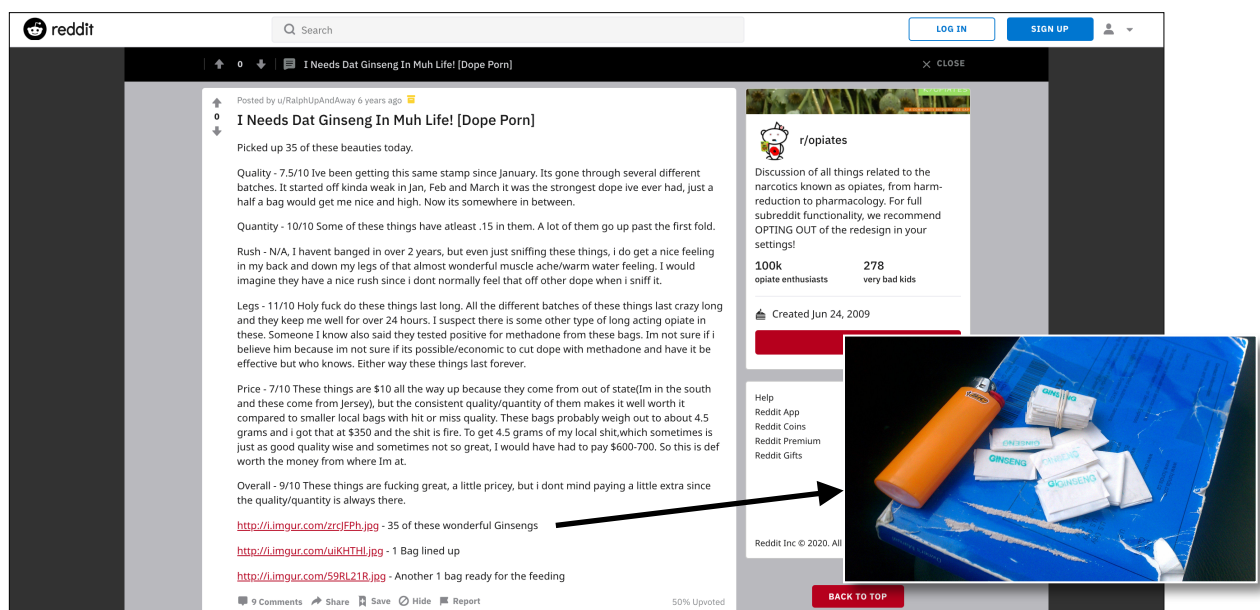 reddit
Search
LOG IN
SIGN UP
0
I Needs Dat Ginseng In Muh Life! [Dope Porn]
CLOSE
Posted by u/RalphUpAndAway 6 years ago
0
I Needs Dat Ginseng In Muh Life! [Dope Porn]
Picked up 35 of these beauties today.
Quality - 7.5/10 Ive been getting this same stamp since January. Its gone through several different
batches. It started off kinda weak in Jan, Feb and March it was the strongest dope ive ever had, just a
half a bag would get me nice and high. Now its somewhere in between.
Quantity - 10/10 Some of these things have atleast .15 in them. A lot of them go up past the first fold.
Rush - N/A, I havent banged in over 2 years, but even just sniffing these things, i do get a nice feeling
in my back and down my legs of that almost wonderful muscle ache/warm water feeling. I would
imagine they have a nice rush since i dont normally feel that off other dope when i sniff it.
Legs - 11/10 Holy fuck do these things last long. All the different batches of these things last crazy long
and they keep me well for over 24 hours. I suspect there is some other type of long acting opiate in
these. Someone I know also said they tested positive for methadone from these bags. Im not sure if i
believe him because im not sure if its possible/economic to cut dope with methadone and have it be
effective but who knows. Either way these things last forever.
Price - 7/10 These things are $10 all the way up because they come from out of state(Im in the south
and these come from Jersey), but the consistent quality/quantity of them makes it well worth it
compared to smaller local bags with hit or miss quality. These bags probably weigh out to about 4.5
grams and i got that at $350 and the shit is fire. To get 4.5 grams of my local shit,which sometimes is
just as good quality wise and sometimes not so great, I would have had to pay $600-700. So this is def
worth the money from where Im at.
Overall - 9/10 These things are fucking great, a little pricey, but i dont mind paying a little extra since
the quality/quantity is always there.
http://i.imgur.com/zrcJFPh.jpg - 35 of these wonderful Ginsengs
http://i.imgur.com/uiKHTHl.jpg - 1 Bag lined up
http://i.imgur.com/59RL21R.jpg - Another 1 bag ready for the feeding
9 Comments
Share
Save
Hide
Report
50% Upvoted
r/opiates
Discussion of all things related to the
narcotics known as opiates, from harm-
reduction to pharmacology. For full
subreddit functionality, we recommend
OPTING OUT of the redesign in your
settings!
100k 278
opiate enthusiasts very bad kids
Created Jun 24, 2009
Help
Reddit App
Reddit Coins
Reddit Premium
Reddit Gifts
Reddit Inc © 2020. All
BACK TO TOP
GINSENG
GINSENG
GINSENG
GINSENG